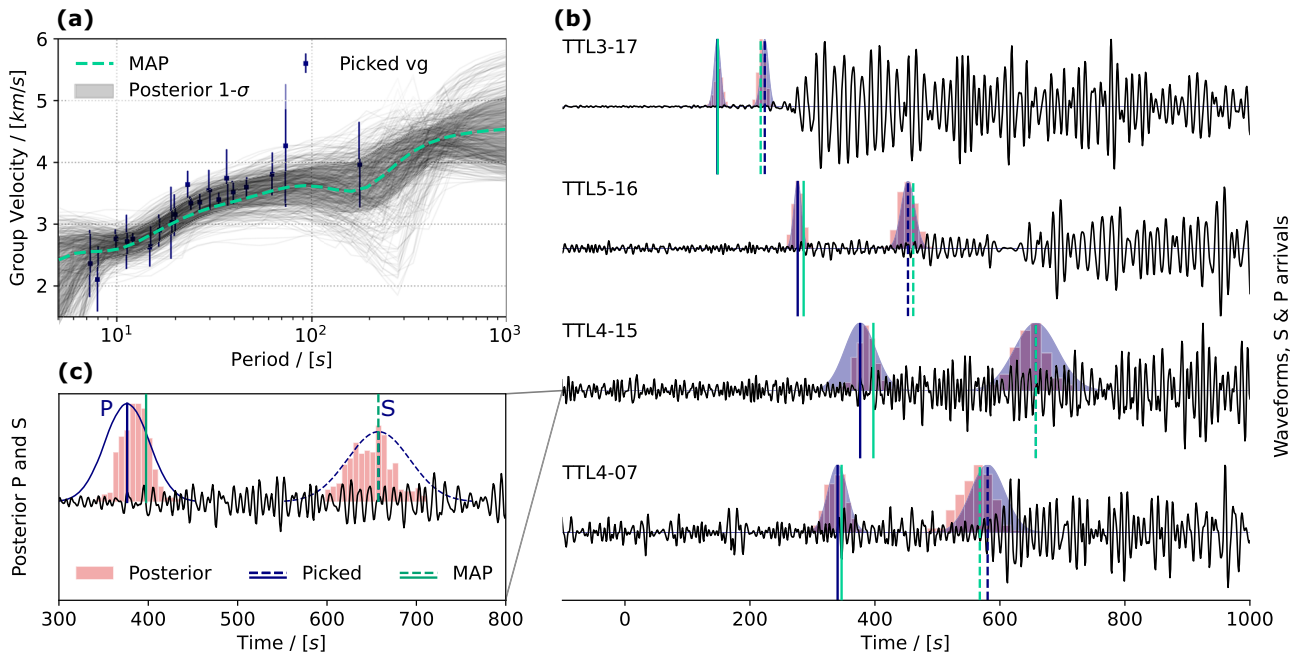 (a)
6
5
4
3
2
Group Velocity / [km/s]
MAP
Posterior 1-σ
Picked vg
10¹
10²
10³
Period / [s]
(b)
TTL3-17
TTL5-16
TTL4-15
TTL4-07
0
200
400
600
800
1000
Time / [s]
Waveforms, S & P arrivals
(c)
P
S
Posterior P and S
Posterior
Picked
MAP
300
400
500
600
700
800
Time / [s]